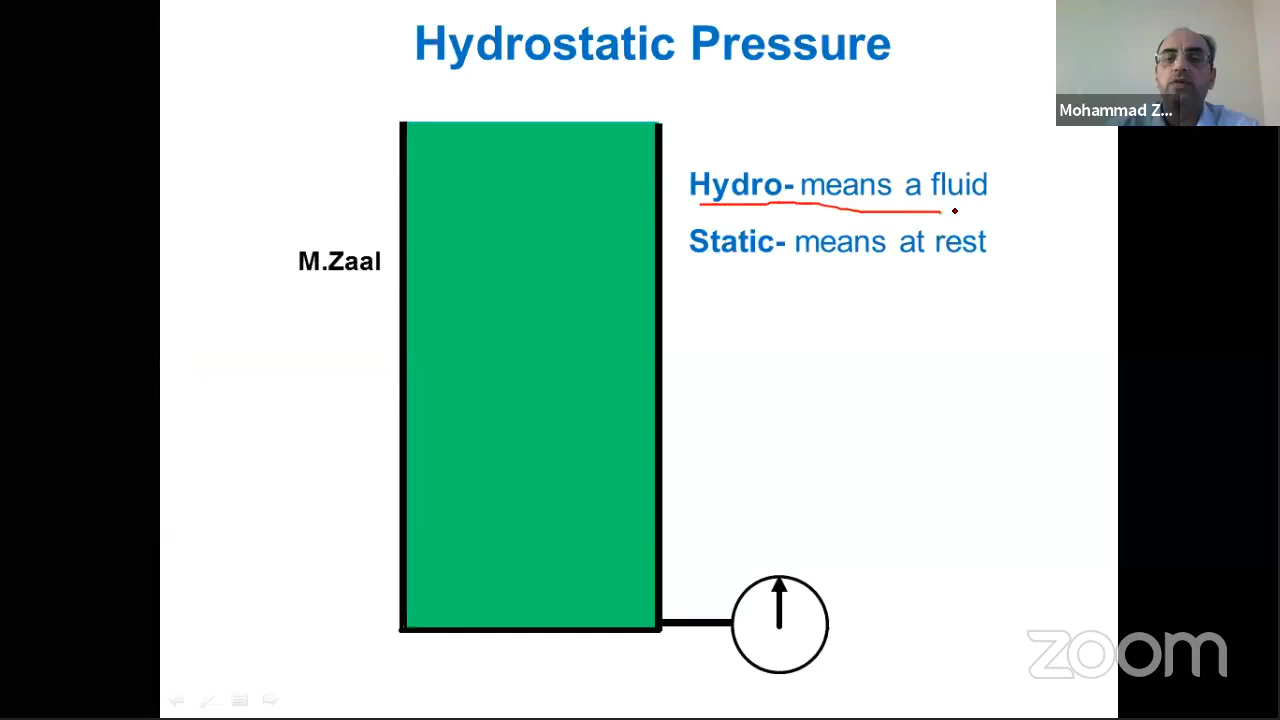 Hydrostatic Pressure
Mohammad Z...
Hydro- means a fluid
Static- means at rest
M.Zaal
zoom